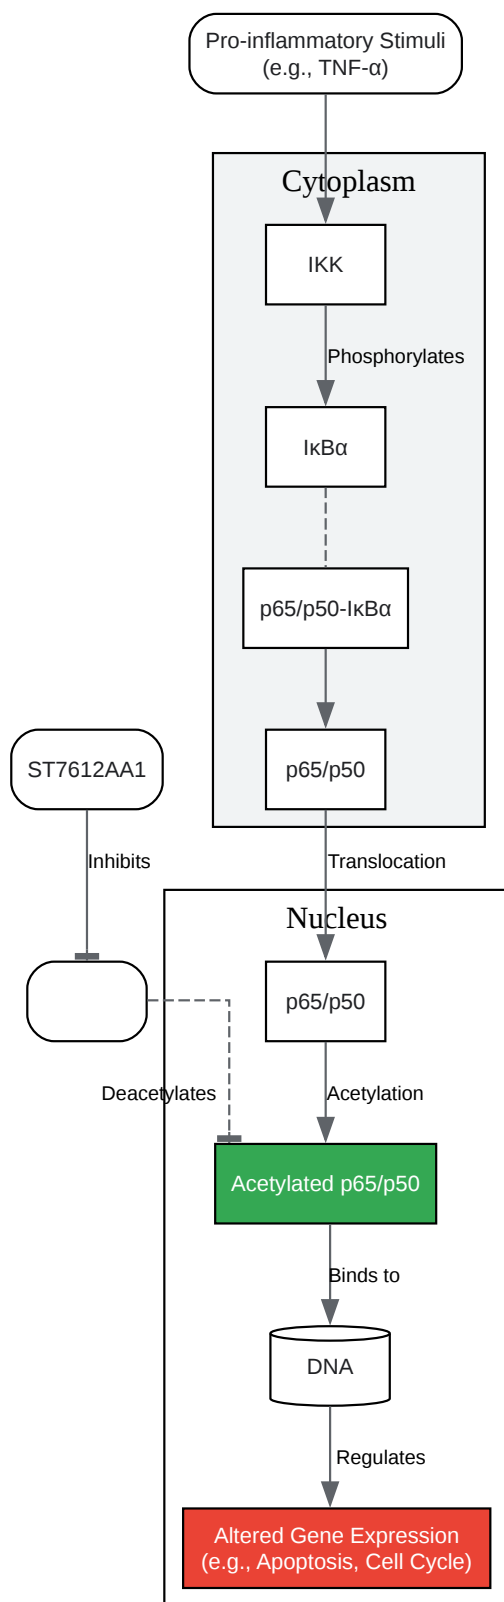 Pro-inflammatory Stimuli
(e.g., TNF-α)
Cytoplasm
IKK
Phosphorylates
IκBα
p65/p50-IκBα
p65/p50
ST7612AA1
Inhibits
Translocation
Nucleus
p65/p50
Deacetylates
Acetylation
Acetylated p65/p50
Binds to
DNA
Regulates
Altered Gene Expression
(e.g., Apoptosis, Cell Cycle)